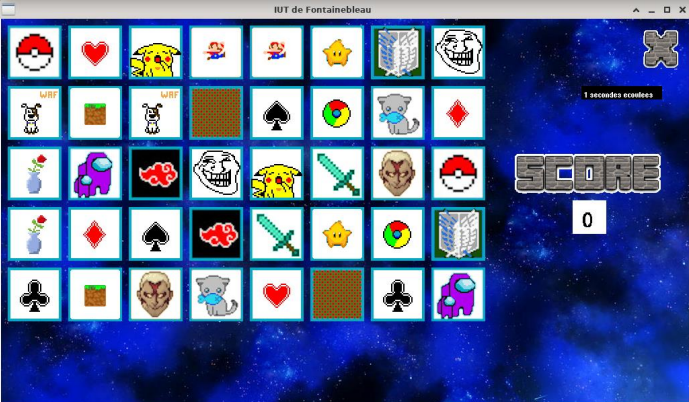 IUT de Fontainebleau
1 secondes ecoulees
WAF
WAF
SCORE
0